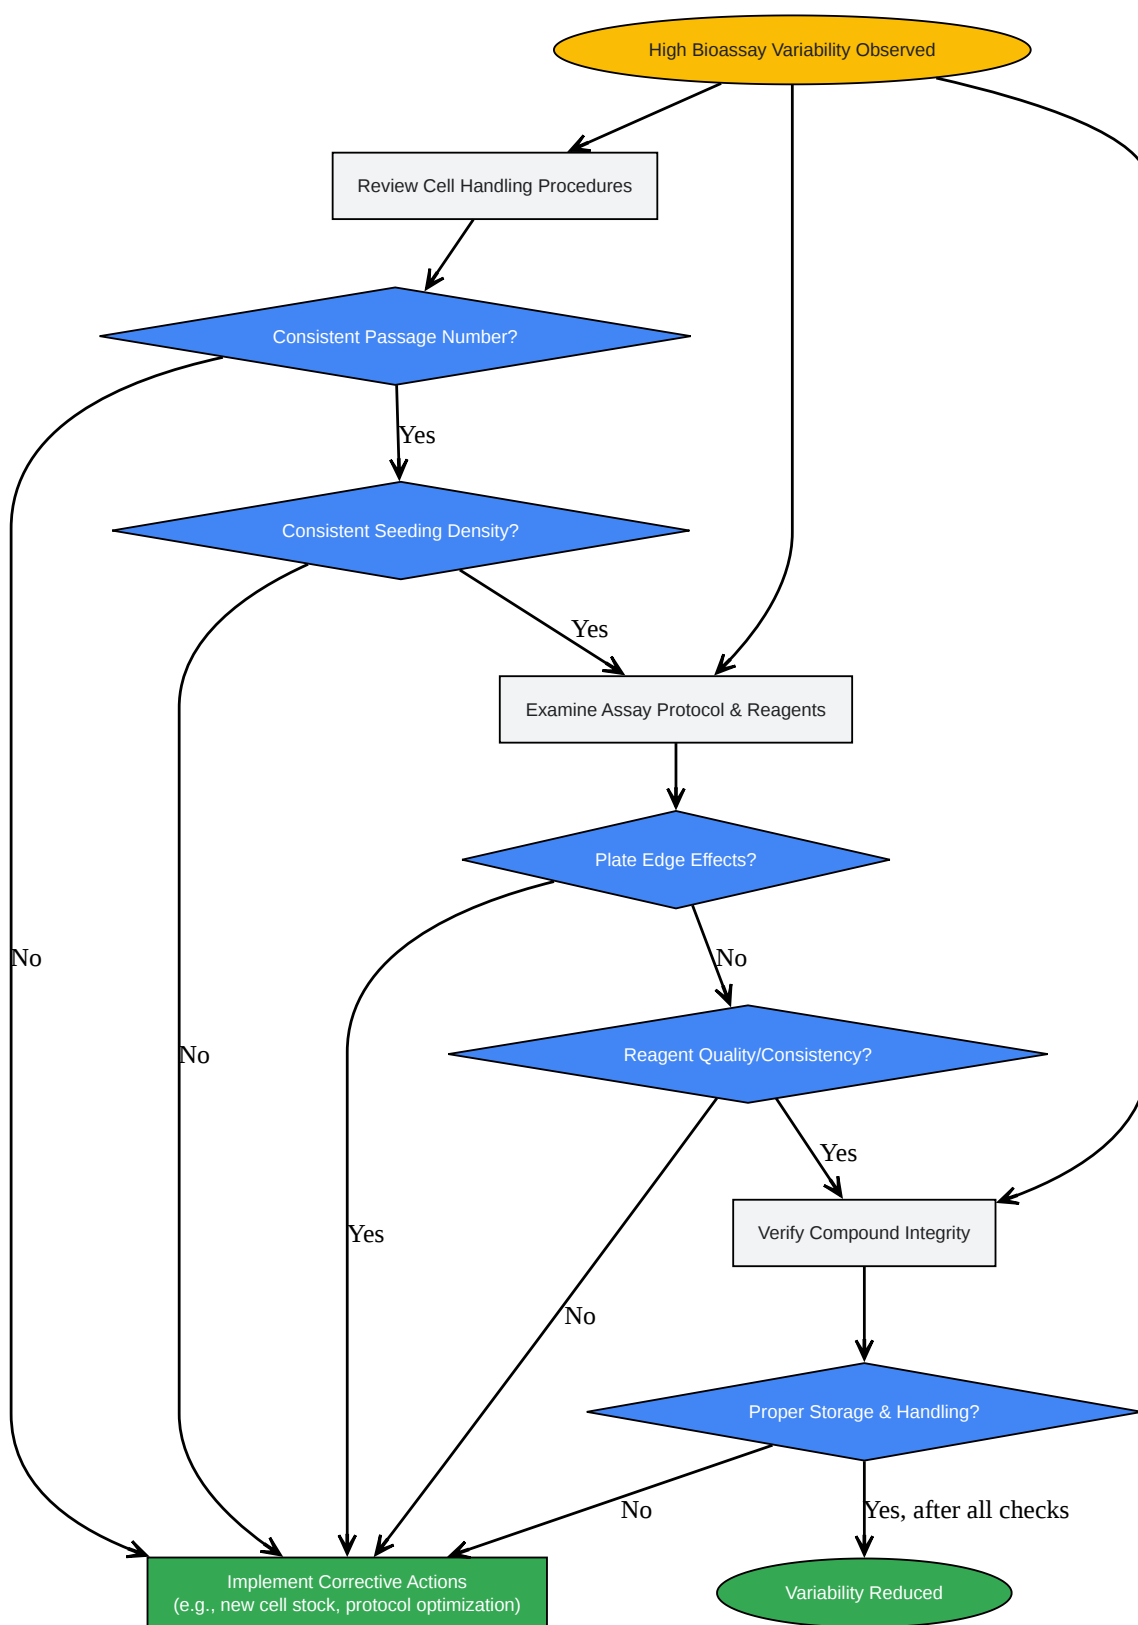 High Bioassay Variability Observed
Review Cell Handling Procedures
Consistent Passage Number?
Yes
Consistent Seeding Density?
Yes
Examine Assay Protocol & Reagents
Plate Edge Effects?
No
No
Reagent Quality/Consistency?
No
Yes
Yes
Verify Compound Integrity
No
Proper Storage & Handling?
No
Yes, after all checks
Implement Corrective Actions
(e.g., new cell stock, protocol optimization)
Variability Reduced